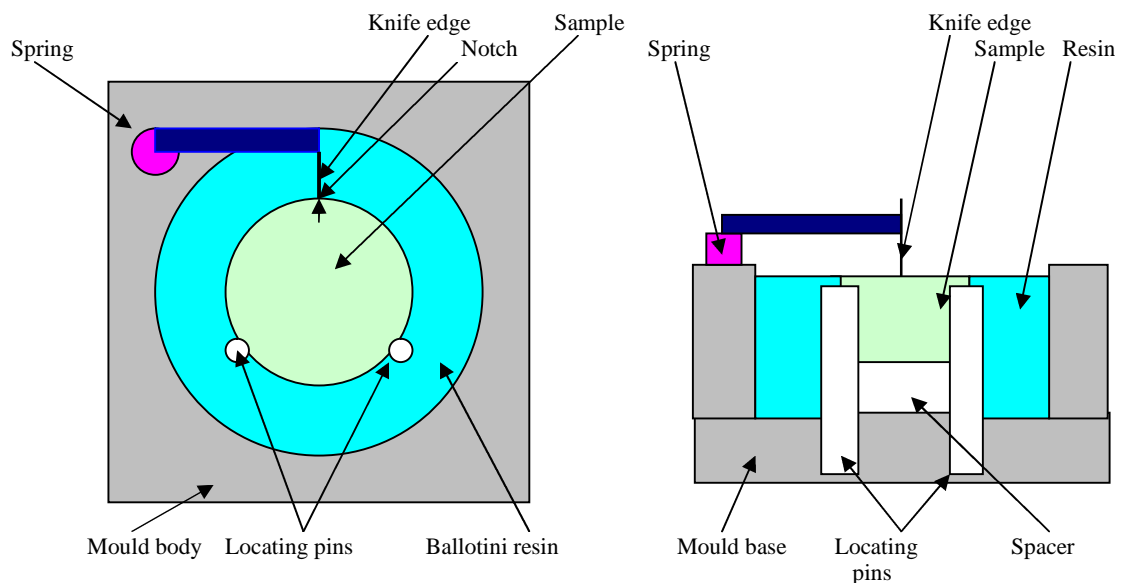 Knife edge
Sample
Spring
Notch
Mould body
Locating pins
Ballotini resin
Knife edge
Spring
Sample
Resin
Mould base
Locating
pins
Spacer